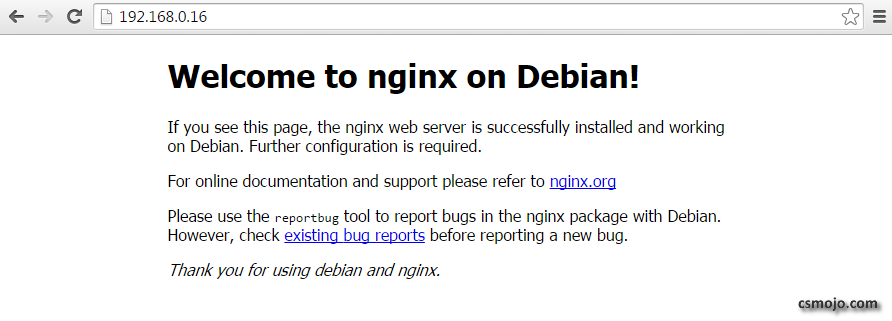 192.168.0.16
Welcome to nginx on Debian!
If you see this page, the nginx web server is successfully installed and working
on Debian. Further configuration is required.
For online documentation and support please refer to nginx.org
Please use the reportbug tool to report bugs in the nginx package with Debian.
However, check existing bug reports before reporting a new bug.
Thank you for using debian and nginx.
csmojo.com